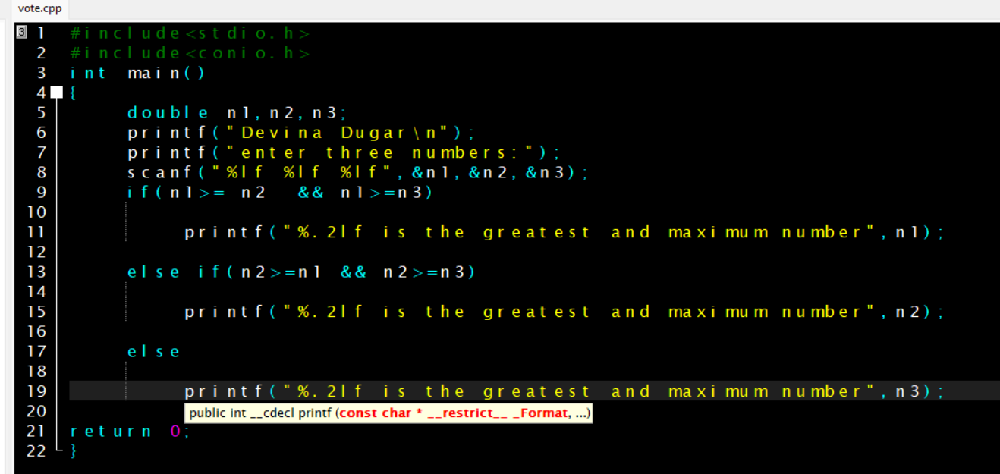 vote.cpp
3 1 #include<stdio.h>
2 #include<conio.h>
3 int main()
4 {
5 double n1,n2,n3;
6 printf("Devina Dugar\n");
7 printf("enter three numbers:");
8 scanf("%lf %lf %lf",&n1,&n2,&n3);
9 if(n1>= n2 && n1>=n3)
10
11 printf("%.2lf is the greatest and maximum number",n1);
12
13 else if(n2>=n1 && n2>=n3)
14
15 printf("%.2lf is the greatest and maximum number",n2);
16
17 else
18
19 printf("%.2lf is the greatest and maximum number",n3);
20 public int __cdecl printf (const char * __restrict__ _Format, ...)
21 return 0;
22 }